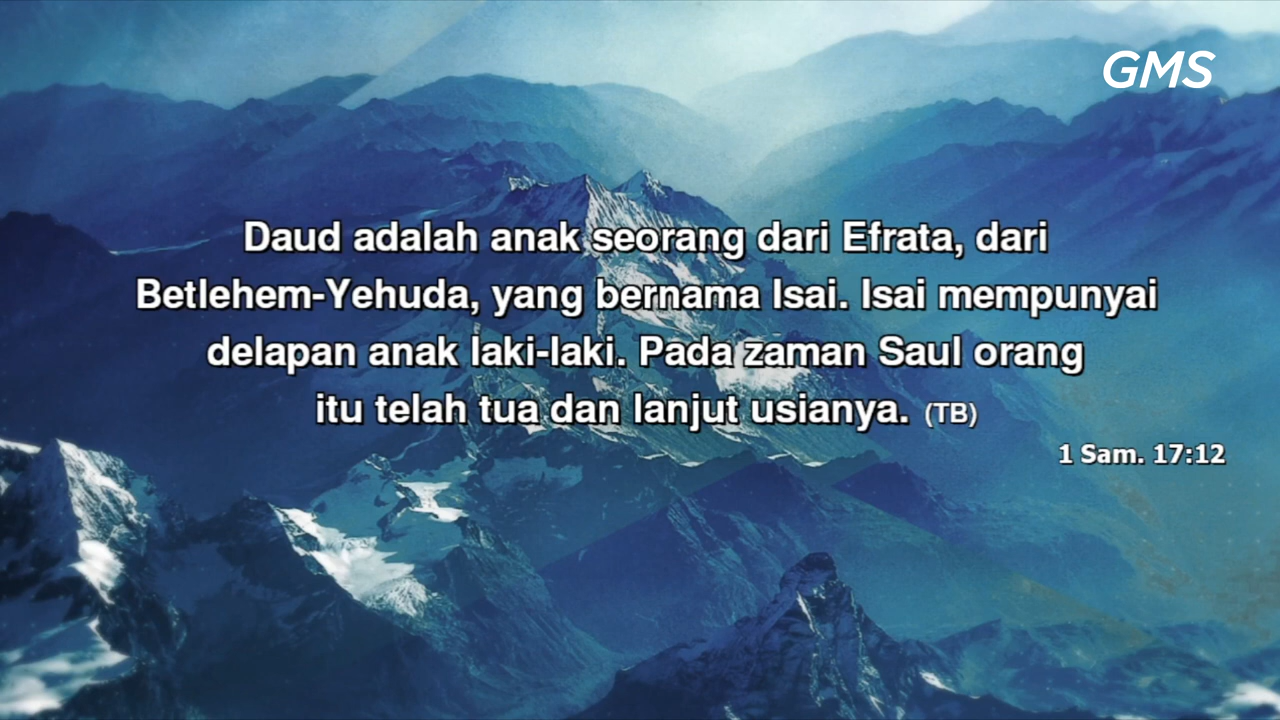 GMS
Daud adalah anak seorang dari Efrata, dari
Betlehem-Yehuda, yang bernama Isai. Isai mempunyai
delapan anak laki-laki. Pada zaman Saul orang
itu telah tua dan lanjut usianya. (TB)
1 Sam. 17:12